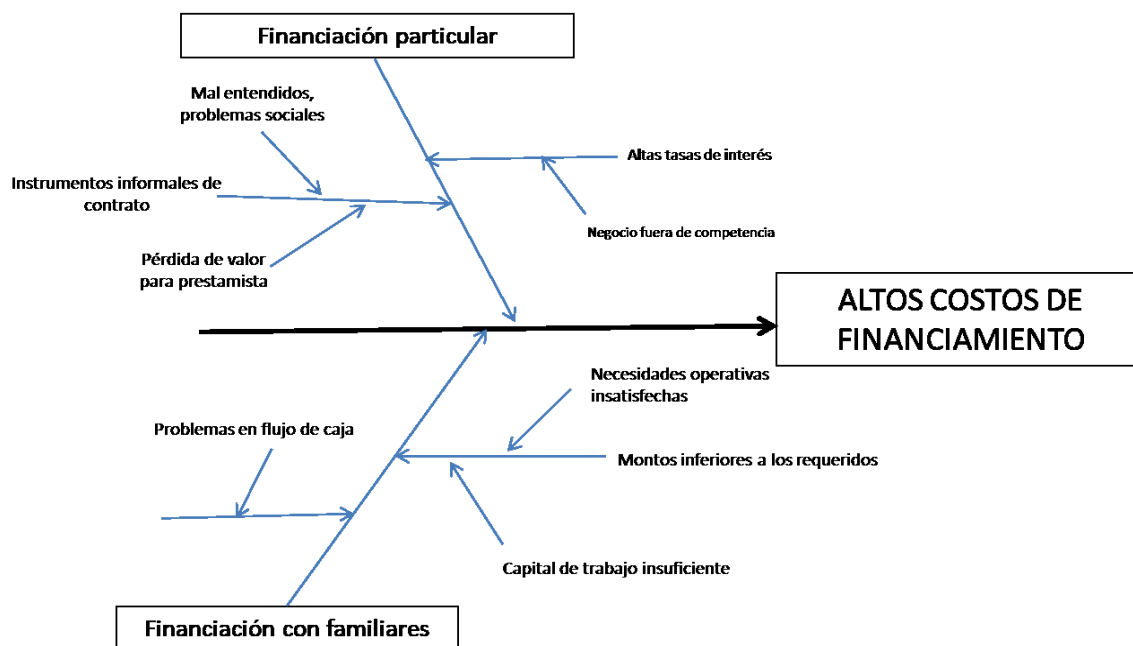 Financiación particular
Mal entendidos,
problemas sociales
Altas tasas de interés
Instrumentos informales de
contrato
Negocio fuera de competencia
Pérdida de valor
para prestamista
ALTOS COSTOS DE
FINANCIAMIENTO
Necesidades operativas
insatisfechas
Problemas en flujo de caja
Montos inferiores a los requeridos
Capital de trabajo insuficiente
Financiación con familiares